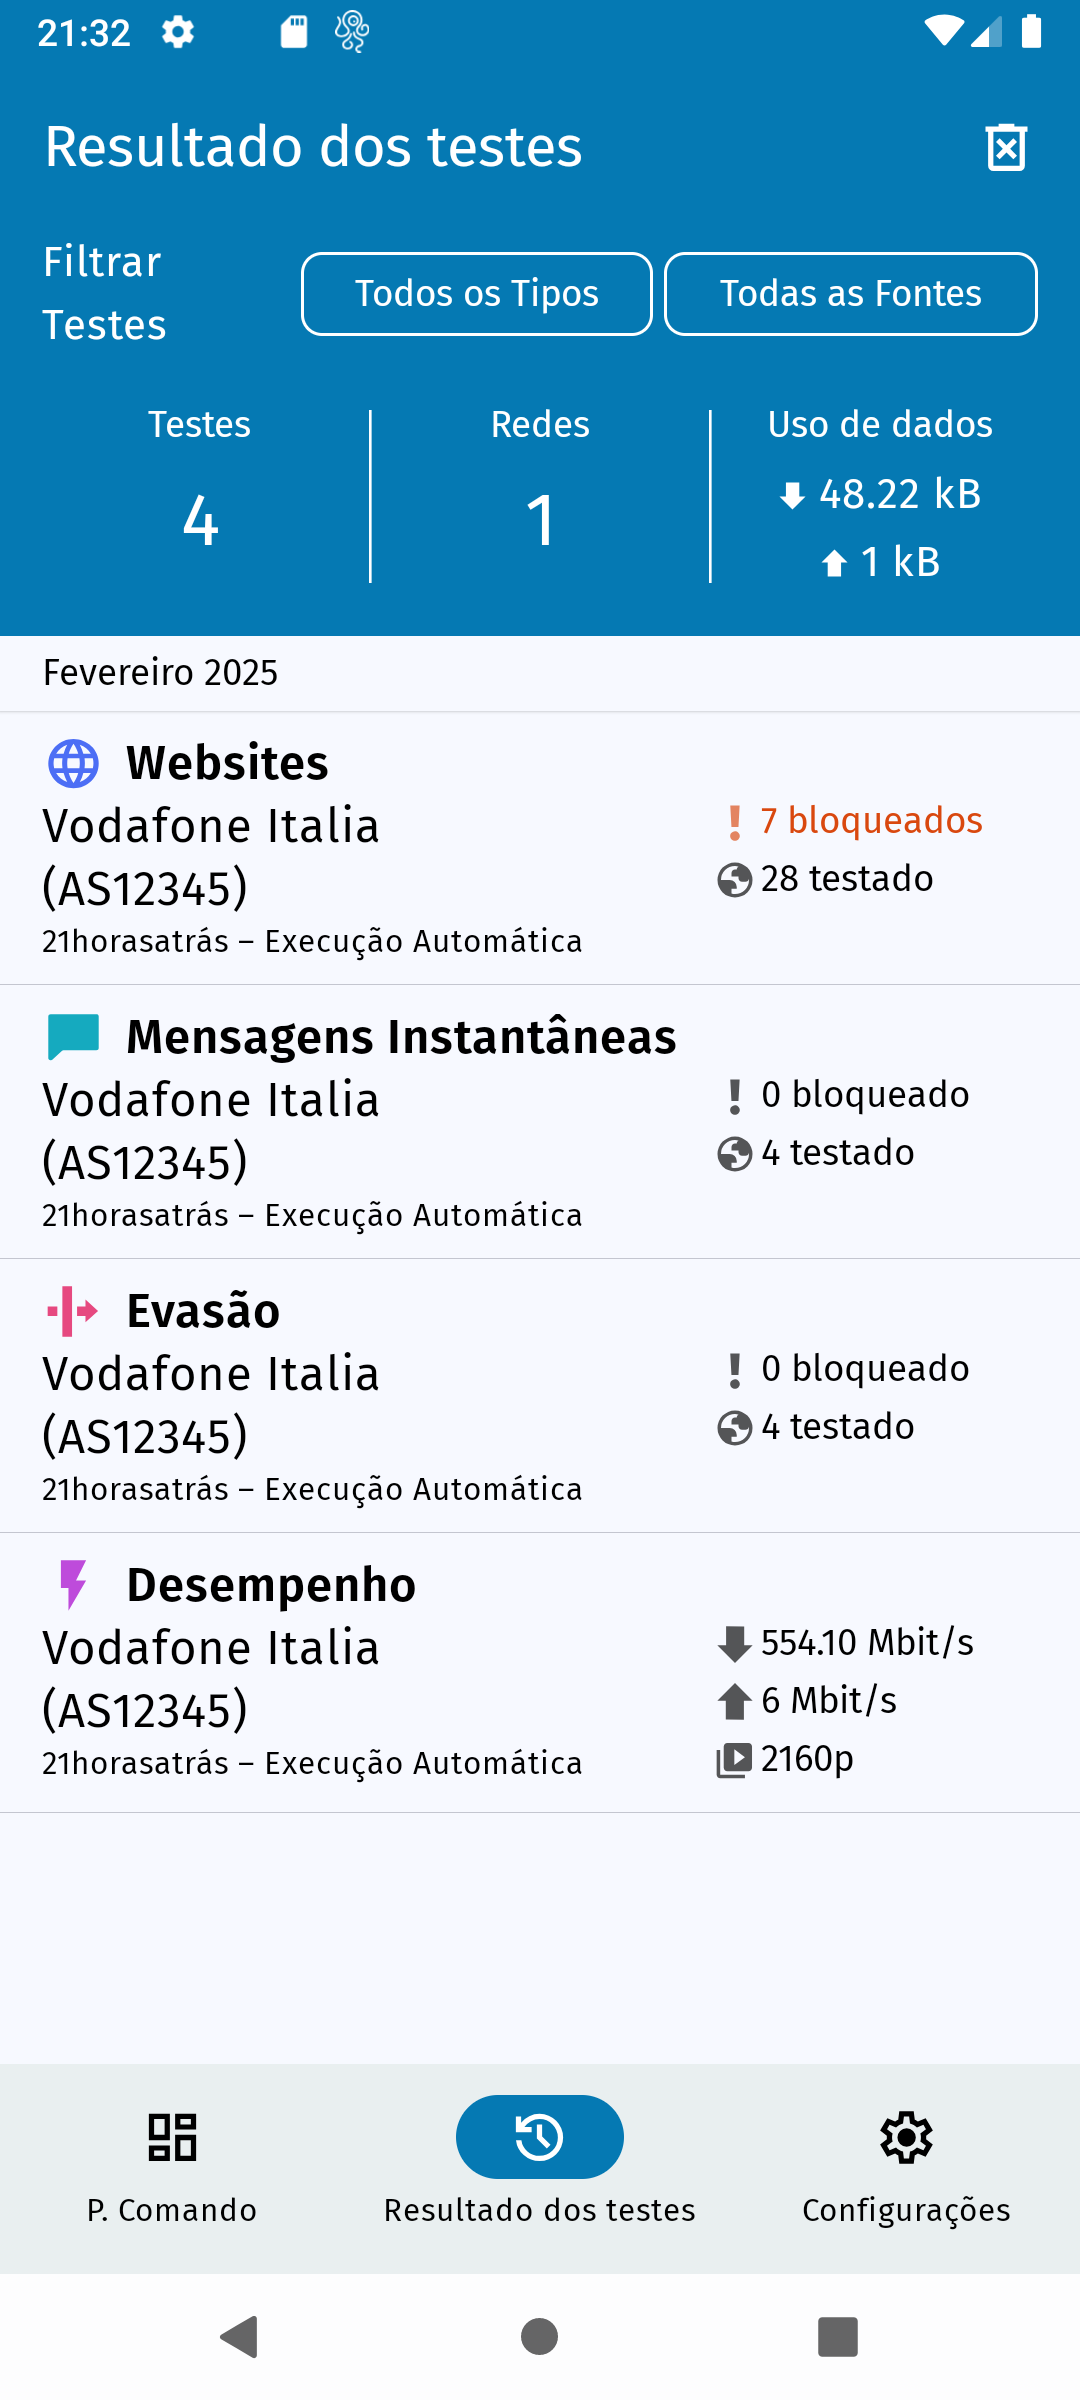 21:32
Resultado dos testes
Filtrar
Testes
Todos os Tipos
Todas as Fontes
Testes
4
Redes
1
Uso de dados
48.22 kB
1 kB
Fevereiro 2025
Websites
Vodafone Italia
(AS12345)
21horasatrás – Execução Automática
7 bloqueados
28 testado
Mensagens Instantâneas
Vodafone Italia
(AS12345)
21horasatrás – Execução Automática
0 bloqueado
4 testado
Evasão
Vodafone Italia
(AS12345)
21horasatrás – Execução Automática
0 bloqueado
4 testado
Desempenho
Vodafone Italia
(AS12345)
21horasatrás – Execução Automática
554.10 Mbit/s
6 Mbit/s
2160p
P. Comando
Resultado dos testes
Configurações